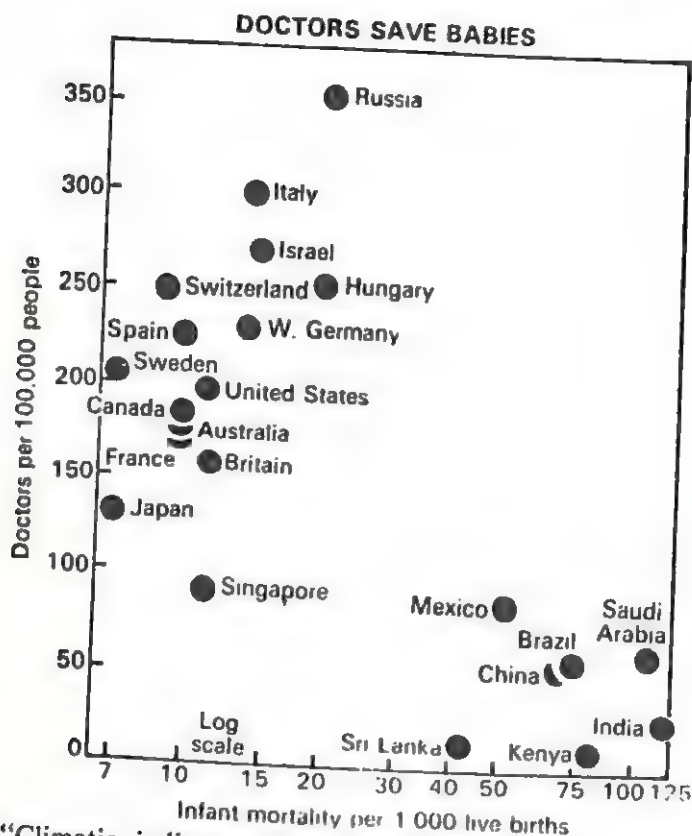 DOCTORS SAVE BABIES
Doctors per 100,000 people
350
300
250
200
150
100
50
0
Russia
Italy
Israel
Switzerland
Hungary
Spain
W. Germany
Sweden
United States
Canada
Australia
France
Britain
Japan
Singapore
Mexico
Saudi
Arabia
Brazil
China
India
Log
scale
Sri Lanka
Kenya
7 10 15 20 30 40 50 75 100 125
Infant mortality per 1 000 live births